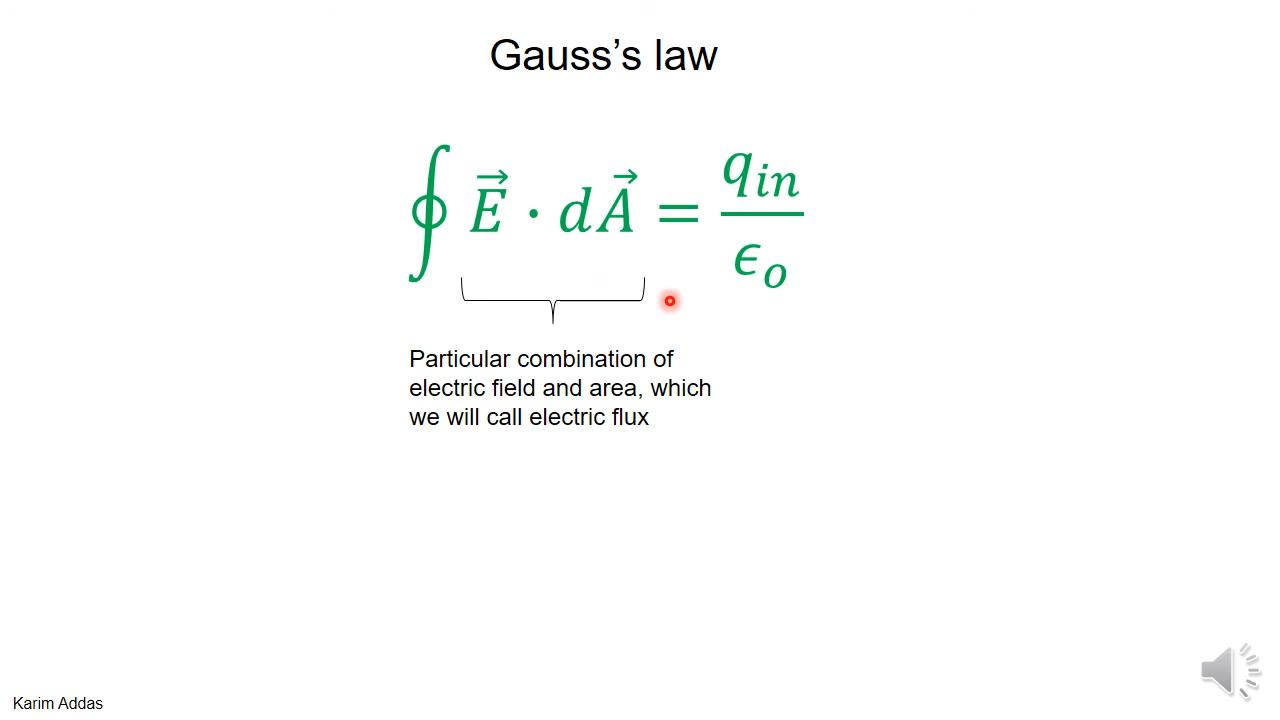 Gauss’s law
∮ E⃗ · dA⃗ = q_in / ϵ_o
Particular combination of
electric field and area, which
we will call electric flux
Karim Addas